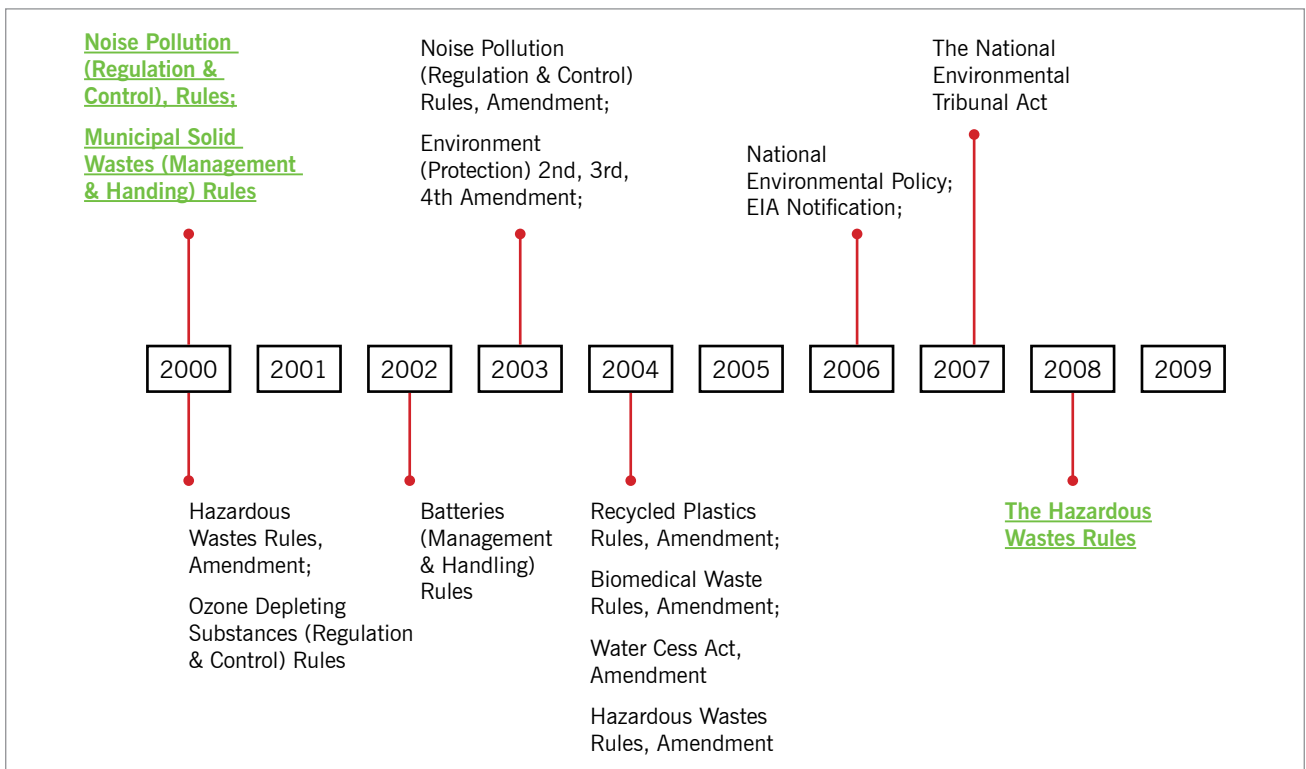 Noise Pollution
(Regulation &
Control), Rules;
Municipal Solid
Wastes (Management
& Handing) Rules
Noise Pollution
(Regulation & Control)
Rules, Amendment;
Environment
(Protection) 2nd, 3rd,
4th Amendment;
National
Environmental Policy;
EIA Notification;
The National
Environmental
Tribunal Act
2000
2001
2002
2003
2004
2005
2006
2007
2008
2009
Hazardous
Wastes Rules,
Amendment;
Ozone Depleting
Substances (Regulation
& Control) Rules
Batteries
(Management
& Handling)
Rules
Recycled Plastics
Rules, Amendment;
Biomedical Waste
Rules, Amendment;
Water Cess Act,
Amendment
Hazardous Wastes
Rules, Amendment
The Hazardous
Wastes Rules